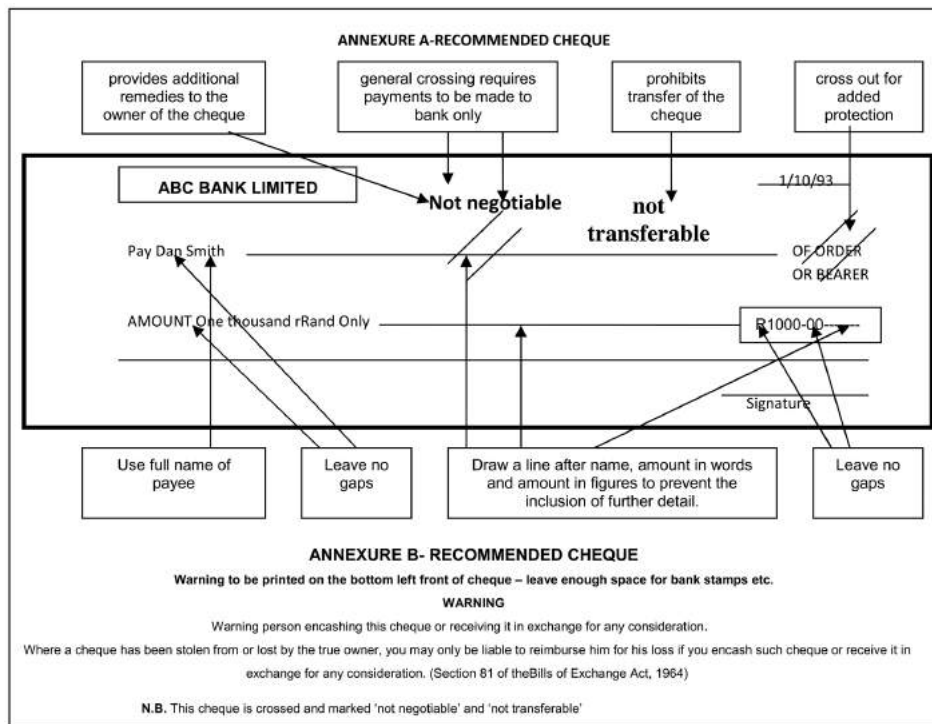 ANNEXURE A-RECOMMENDED CHEQUE
provides additional
remedies to the
owner of the cheque
general crossing requires
payments to be made to
bank only
prohibits
transfer of the
cheque
cross out for
added
protection
ABC BANK LIMITED
1/10/93
Not negotiable
not
transferable
Pay Dan Smith
OF ORDER
OR BEARER
AMOUNT One thousand rRand Only
R1000-00-------
Signature
Use full name of
payee
Leave no
gaps
Draw a line after name, amount in words
and amount in figures to prevent the
inclusion of further detail.
Leave no
gaps
ANNEXURE B- RECOMMENDED CHEQUE
Warning to be printed on the bottom left front of cheque – leave enough space for bank stamps etc.
WARNING
Warning person encashing this cheque or receiving it in exchange for any consideration.
Where a cheque has been stolen from or lost by the true owner, you may only be liable to reimburse him for his loss if you encash such cheque or receive it in
exchange for any consideration. (Section 81 of theBills of Exchange Act, 1964)
N.B. This cheque is crossed and marked 'not negotiable' and 'not transferable'